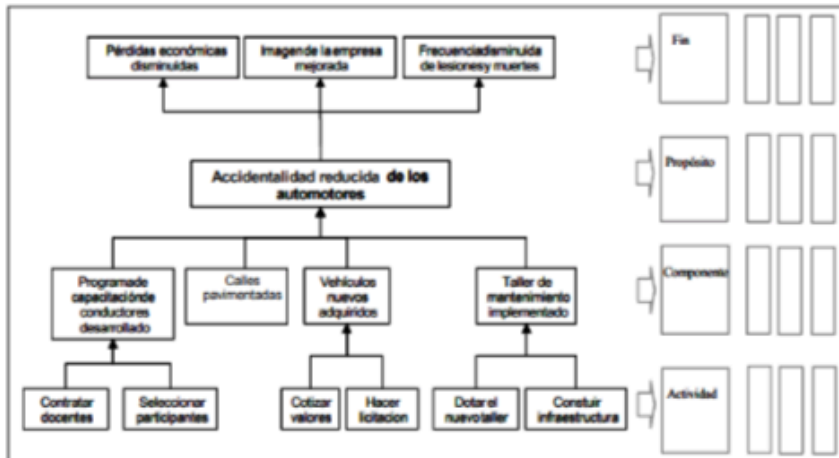 Pérdidas económicas
disminuidas
Imagen de la empresa
mejorada
Frecuencia disminuida
de lesiones y muertes
Fin
Accidentalidad reducida de los
automotores
Propósito
Programa de
capacitación de
conductores
desarrollado
Calles
pavimentadas
Vehículos
nuevos
adquiridos
Taller de
mantenimiento
implementado
Componente
Contratar
docentes
Seleccionar
participantes
Cotizar
valores
Hacer
licitacion
Dotar el
nuevo taller
Constuir
infraestructura
Actividad